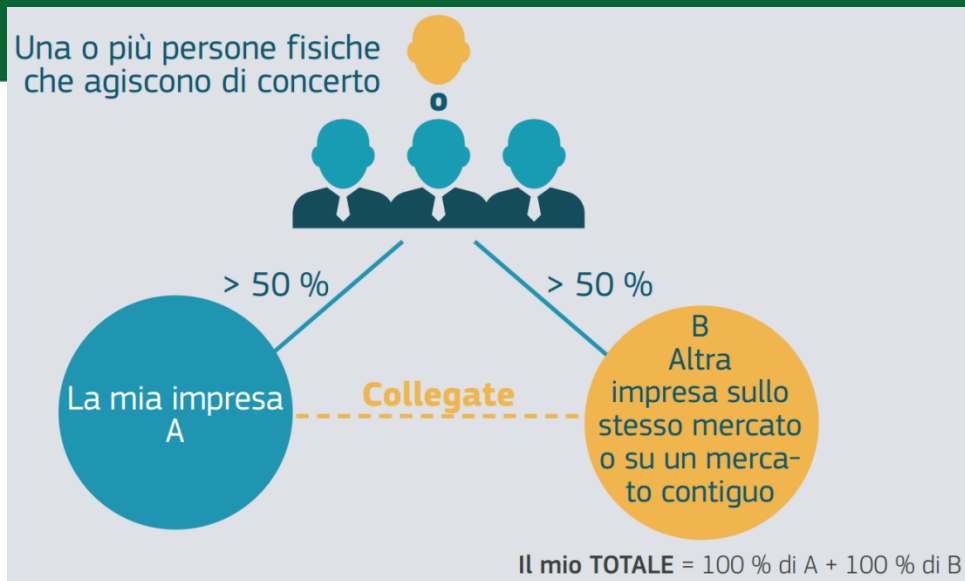 Una o più persone fisiche
che agiscono di concerto
o
> 50 %
> 50 %
La mia impresa
A
Collegate
B
Altra
impresa sullo
stesso mercato
o su un merca-
to contiguo
Il mio TOTALE = 100 % di A + 100 % di B